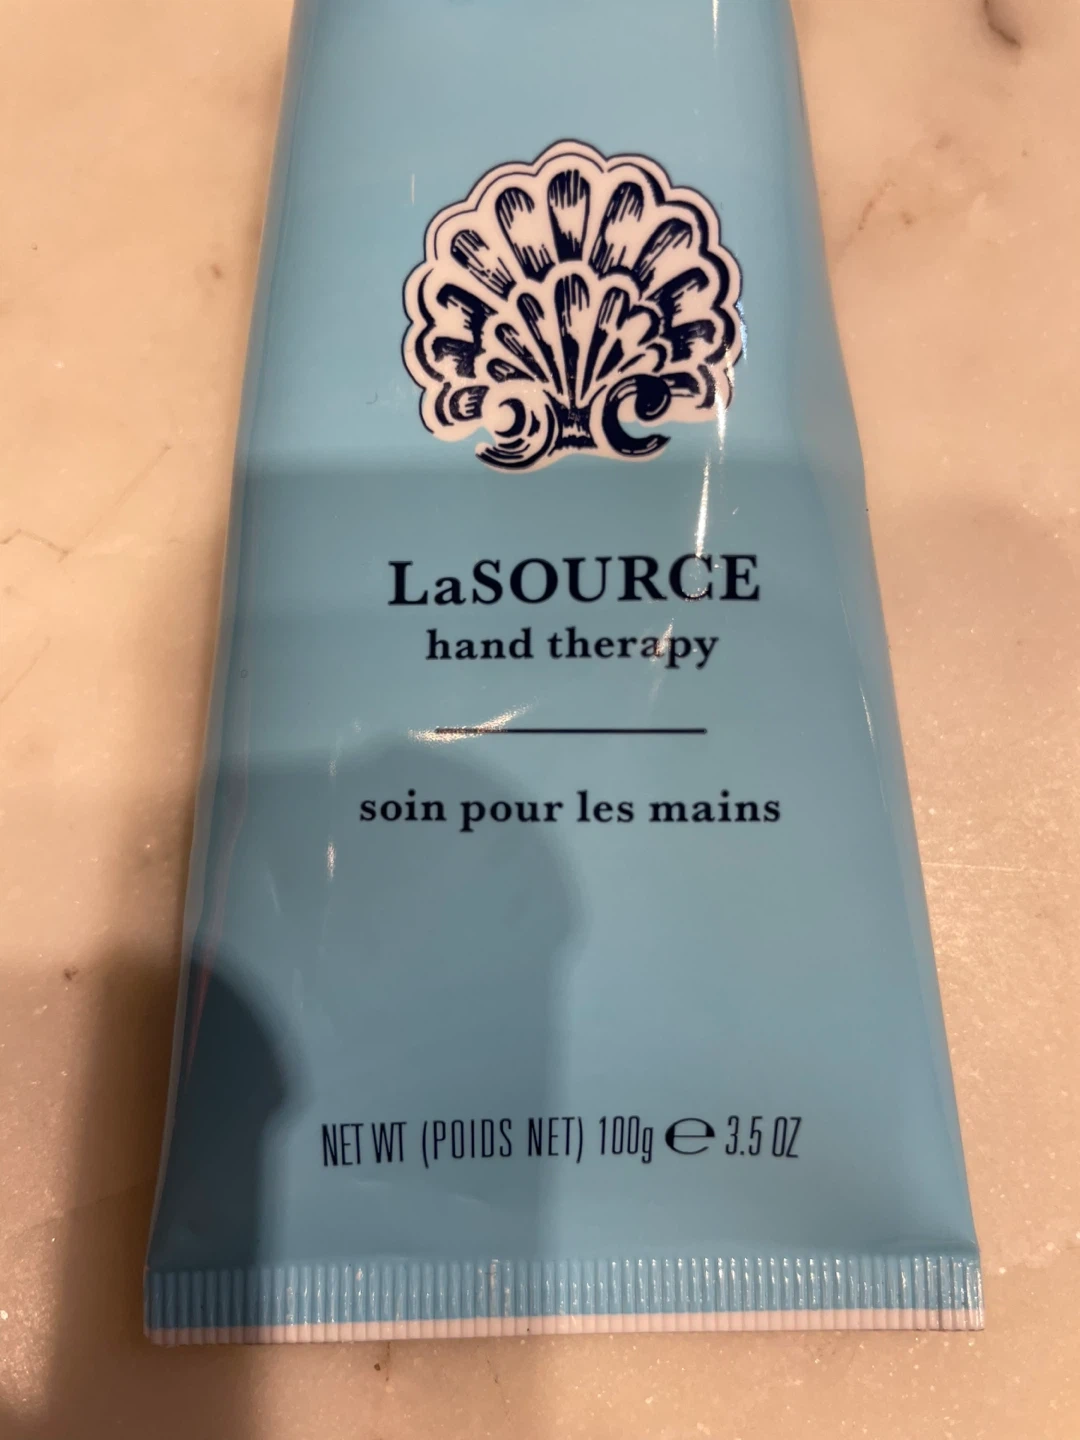 LaSOURCE
hand therapy
soin pour les mains
NET WT (POIDS NET) 100g ℮ 3.5 OZ